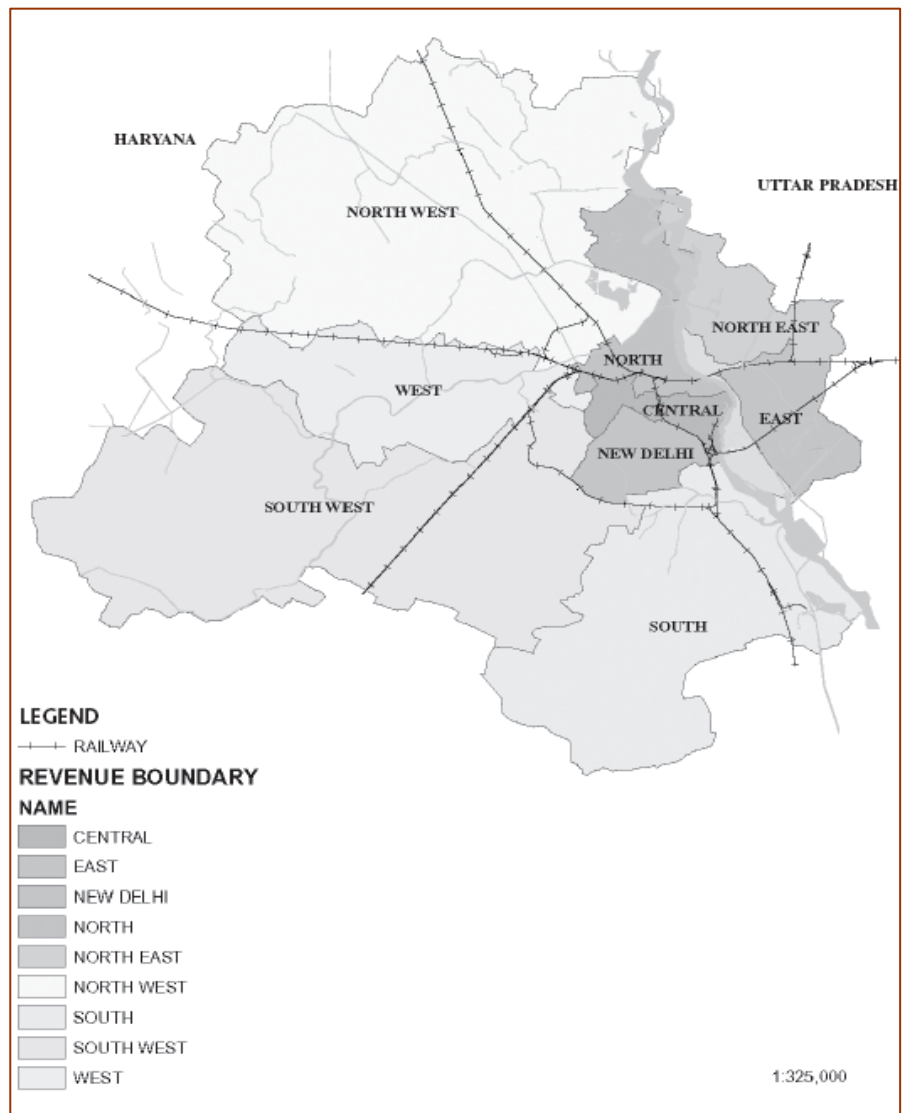 HARYANA
UTTAR PRADESH
NORTH WEST
NORTH EAST
NORTH
WEST
CENTRAL
EAST
NEW DELHI
SOUTH WEST
SOUTH
LEGEND
RAILWAY
REVENUE BOUNDARY
NAME
CENTRAL
EAST
NEW DELHI
NORTH
NORTH EAST
NORTH WEST
SOUTH
SOUTH WEST
WEST
1:325,000